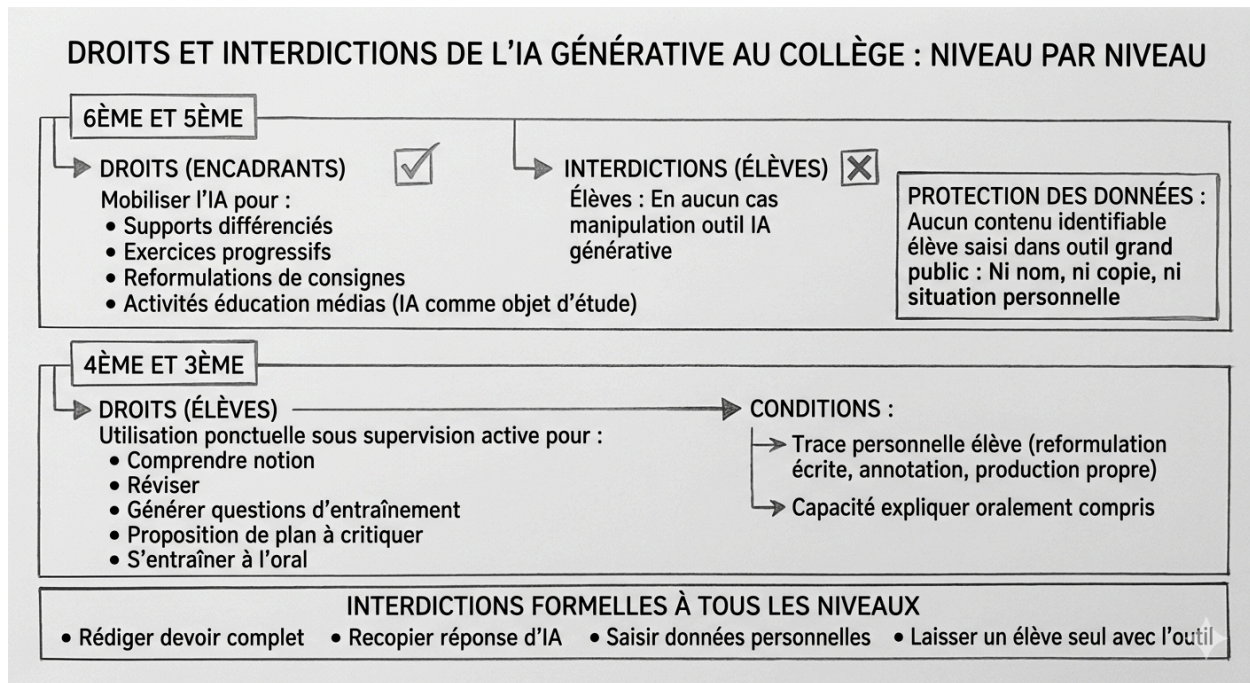 DROITS ET INTERDICTIONS DE L'IA GÉNÉRATIVE AU COLLÈGE : NIVEAU PAR NIVEAU
6ÈME ET 5ÈME
DROITS (ENCADRANTS)
Mobiliser l'IA pour :
• Supports différenciés
• Exercices progressifs
• Reformulations de consignes
• Activités éducation médias (IA comme objet d'étude)
INTERDICTIONS (ÉLÈVES)
Élèves : En aucun cas
manipulation outil IA
générative
PROTECTION DES DONNÉES :
Aucun contenu identifiable
élève saisi dans outil grand
public : Ni nom, ni copie, ni
situation personnelle
4ÈME ET 3ÈME
DROITS (ÉLÈVES)
Utilisation ponctuelle sous supervision active pour :
• Comprendre notion
• Réviser
• Générer questions d'entraînement
• Proposition de plan à critiquer
• S'entraîner à l'oral
CONDITIONS :
Trace personnelle élève (reformulation
écrite, annotation, production propre)
Capacité expliquer oralement compris
INTERDICTIONS FORMELLES À TOUS LES NIVEAUX
• Rédiger devoir complet • Recopier réponse d'IA • Saisir données personnelles • Laisser un élève seul avec l'outil